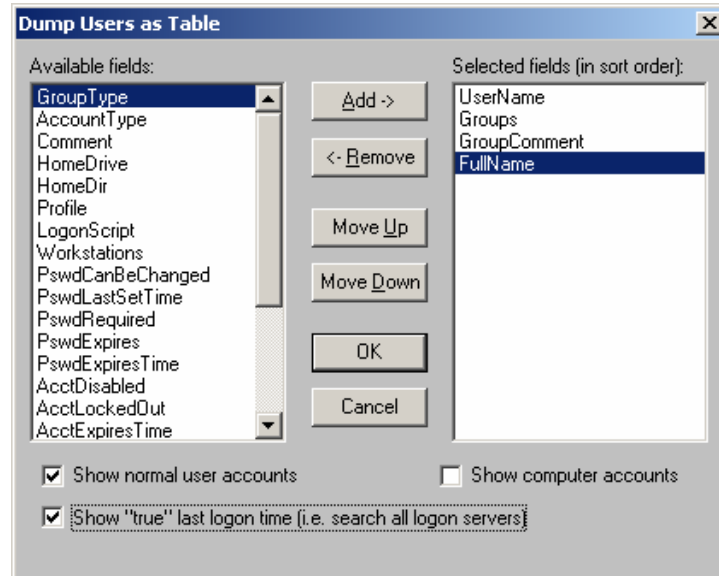 Dump Users as Table
Available fields:
GroupType
AccountType
Comment
HomeDrive
HomeDir
Profile
LogonScript
Workstations
PswdCanBeChanged
PswdLastSetTime
PswdRequired
PswdExpires
PswdExpiresTime
AcctDisabled
AcctLockedOut
AcctExpiresTime
Add ->
<- Remove
Move Up
Move Down
OK
Cancel
Selected fields (in sort order):
UserName
Groups
GroupComment
FullName
Show normal user accounts
Show computer accounts
Show "true" last logon time (i.e. search all logon servers)